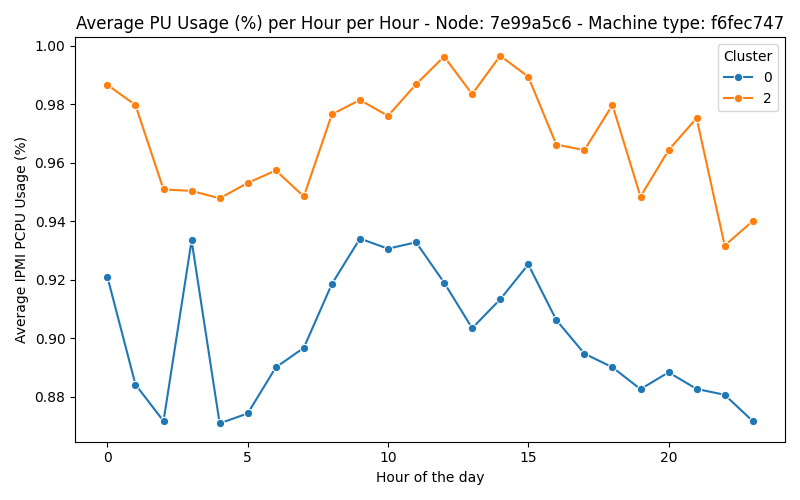 Average PU Usage (%) per Hour per Hour - Node: 7e99a5c6 - Machine type: f6fec747
Average IPMI PCPU Usage (%)
1.00
0.98
0.96
0.94
0.92
0.90
0.88
Cluster
0
2
0 5 10 15 20
Hour of the day